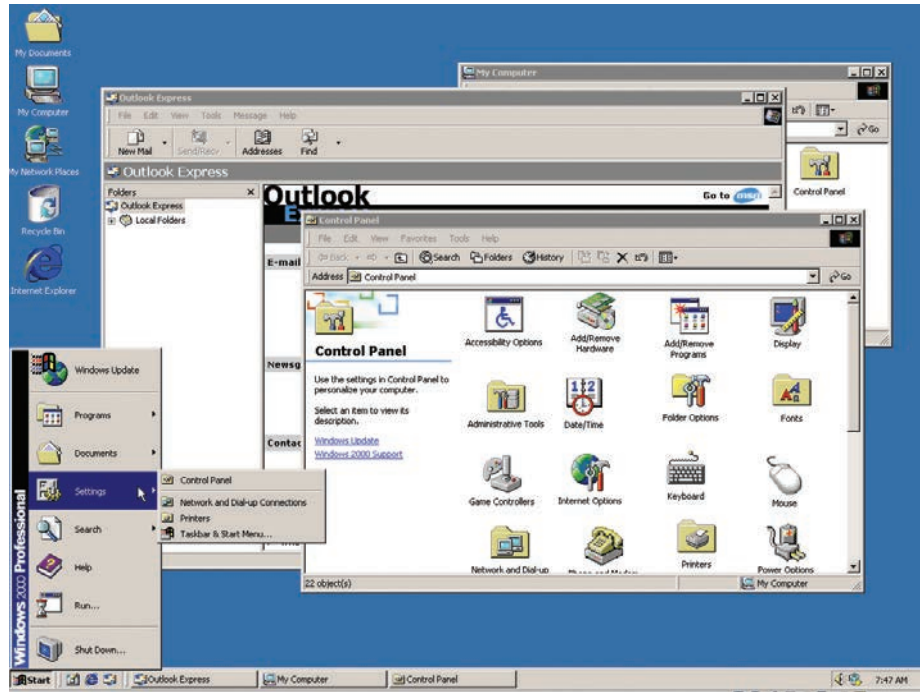 My Documents
My Computer
My Network Places
Recycle Bin
Internet Explorer
My Computer
Go
Control Panel
Outlook Express
File Edit View Tools Message Help
New Mail Send/Recv Addresses Find
Outlook Express
Folders
Outlook Express
Local Folders
Outlook
Go to msn
E-mail
Newsg
Contac
Control Panel
File Edit View Favorites Tools Help
Back Search Folders History
Address Control Panel Go
Control Panel
Use the settings in Control Panel to
personalize your computer.
Select an item to view its
description.
Windows Update
Windows 2000 Support
Accessibility Options
Add/Remove
Hardware
Add/Remove
Programs
Display
Administrative Tools
Date/Time
Folder Options
Fonts
Game Controllers
Internet Options
Keyboard
Mouse
Network and Dial-up
Printers
Power Options
22 object(s)
My Computer
Windows 2000 Professional
Windows Update
Programs
Documents
Settings
Search
Help
Run...
Shut Down...
Control Panel
Network and Dial-up Connections
Printers
Taskbar & Start Menu...
Start
Outlook Express
My Computer
Control Panel
7:47 AM